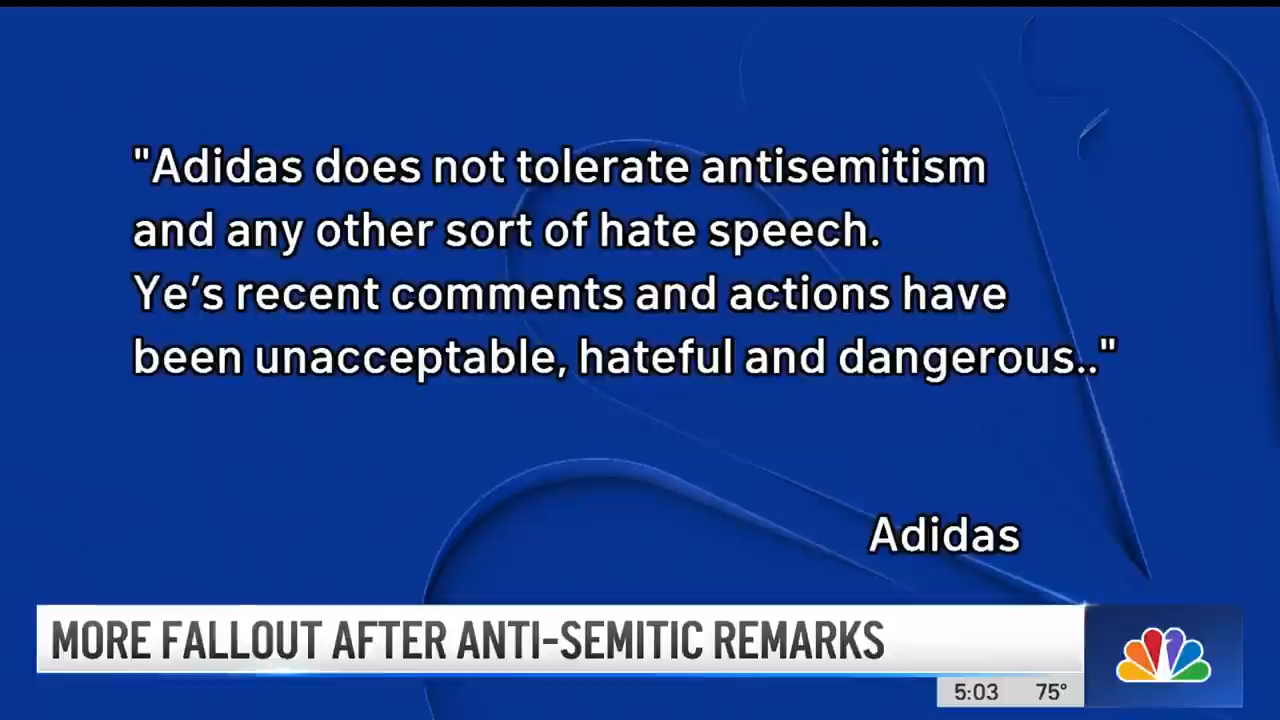 "Adidas does not tolerate antisemitism
and any other sort of hate speech.
Ye's recent comments and actions have
been unacceptable, hateful and dangerous.."
Adidas
MORE FALLOUT AFTER ANTI-SEMITIC REMARKS
5:03 75°